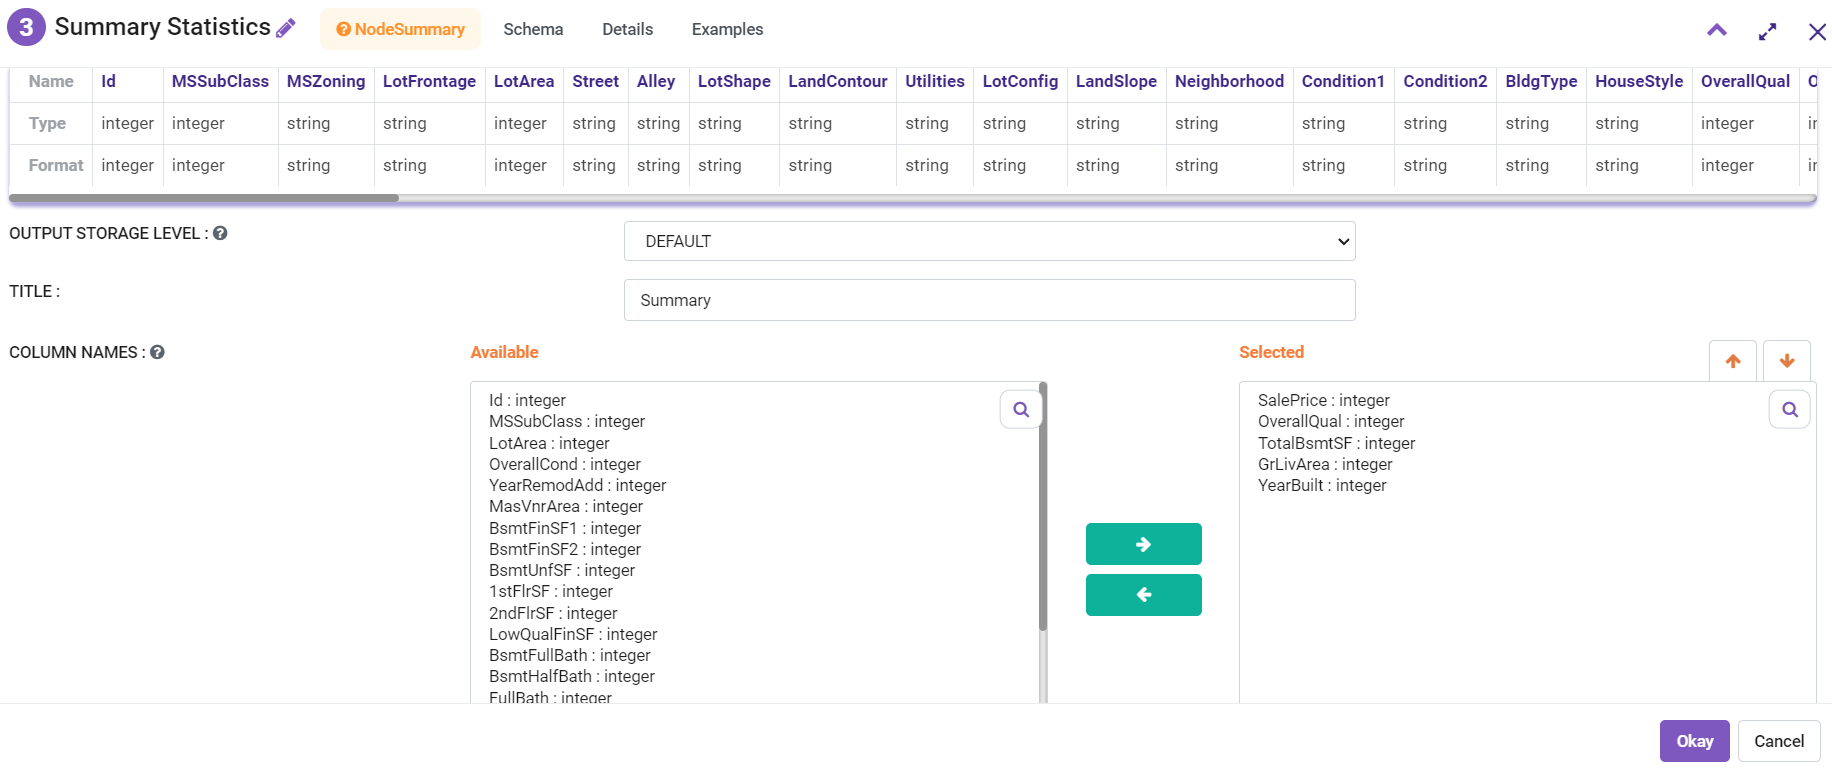 3 Summary Statistics NodeSummary Schema Details Examples
Name Id MSSubClass MSZoning LotFrontage LotArea Street Alley LotShape LandContour Utilities LotConfig LandSlope Neighborhood Condition1 Condition2 BldgType HouseStyle OverallQual O
Type integer integer string string integer string string string string string string string string string string string string integer
Format integer integer string string integer string string string string string string string string string string string string integer
OUTPUT STORAGE LEVEL : DEFAULT
TITLE : Summary
COLUMN NAMES : Available Selected
Id : integer
MSSubClass : integer
LotArea : integer
OverallCond : integer
YearRemodAdd : integer
MasVnrArea : integer
BsmtFinSF1 : integer
BsmtFinSF2 : integer
BsmtUnfSF : integer
1stFlrSF : integer
2ndFlrSF : integer
LowQualFinSF : integer
BsmtFullBath : integer
BsmtHalfBath : integer
FullBath : integer
SalePrice : integer
OverallQual : integer
TotalBsmtSF : integer
GrLivArea : integer
YearBuilt : integer
Okay Cancel